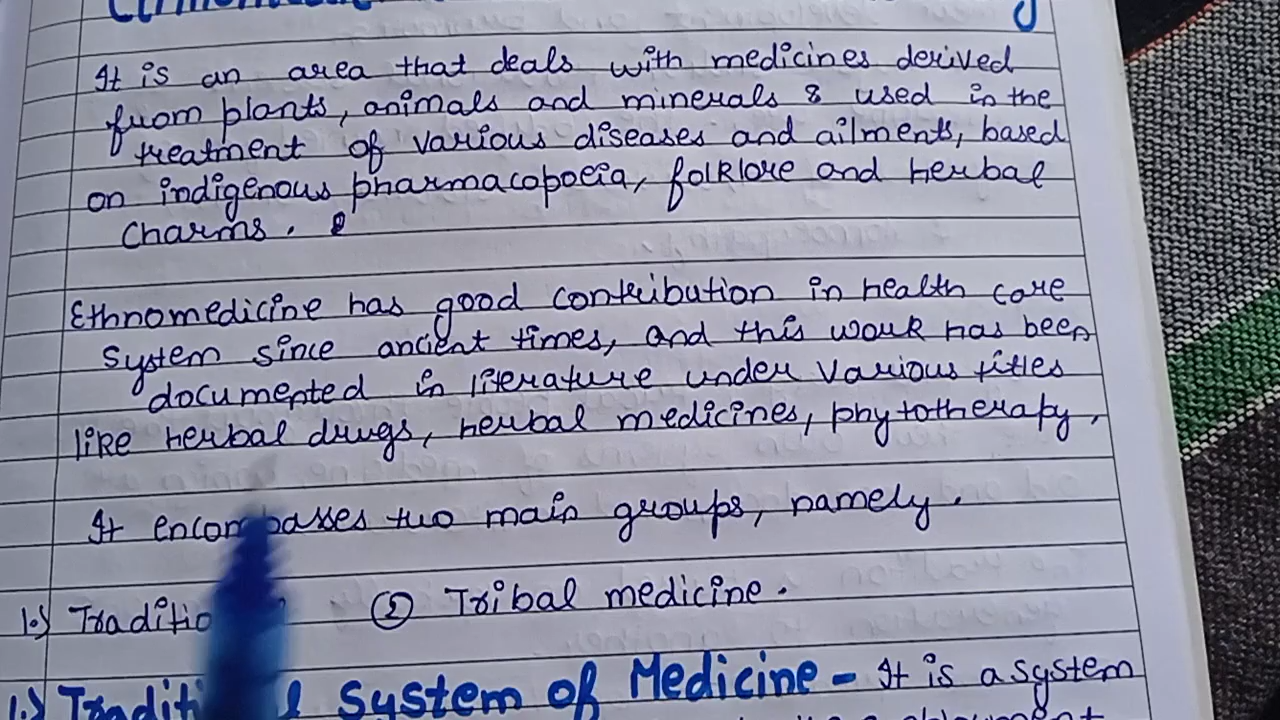 It is an area that deals with medicines derived
from plants, animals and minerals & used in the
treatment of various diseases and ailments, based
on indigenous pharmacopoeia, folklore and herbal
charms.
Ethnomedicine has good contribution in health care
system since ancient times, and this work has been
documented in literature under various titles
like herbal drugs, herbal medicines, phytotherapy,
It encompasses two main groups, namely.
1.) Traditio ② Tribal medicine.
1.) Traditional System of Medicine - It is a system